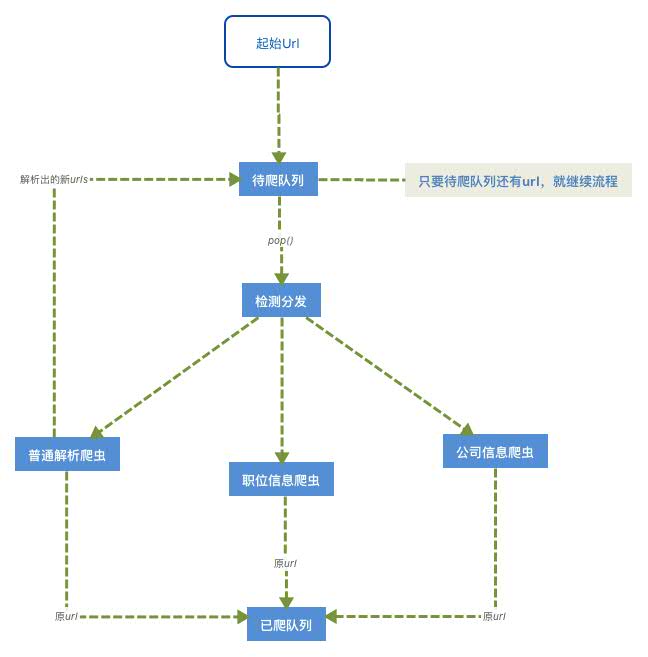 起始Url
解析出的新urls
待爬队列
只要待爬队列还有url，就继续流程
pop()
检测分发
普通解析爬虫
职位信息爬虫
公司信息爬虫
原url
原url
已爬队列
原url